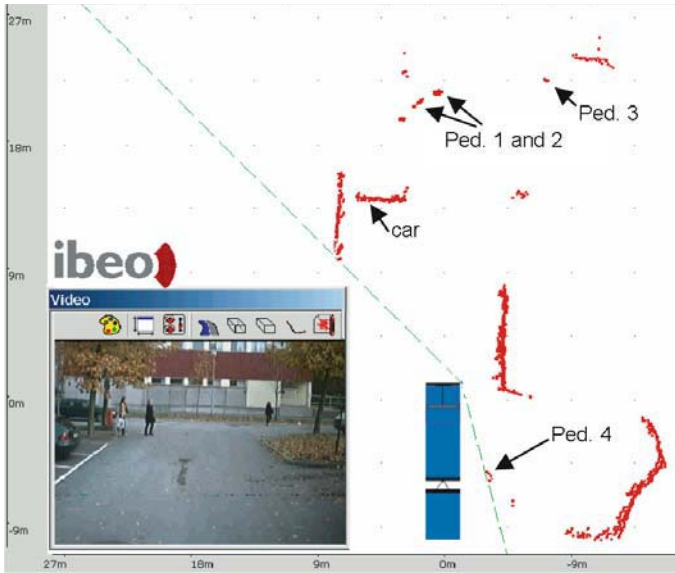 27m
Ped. 3
Ped. 1 and 2
18m
car
ibeo
9m
Video
0m
Ped. 4
-9m
27m 18m 9m 0m -9m